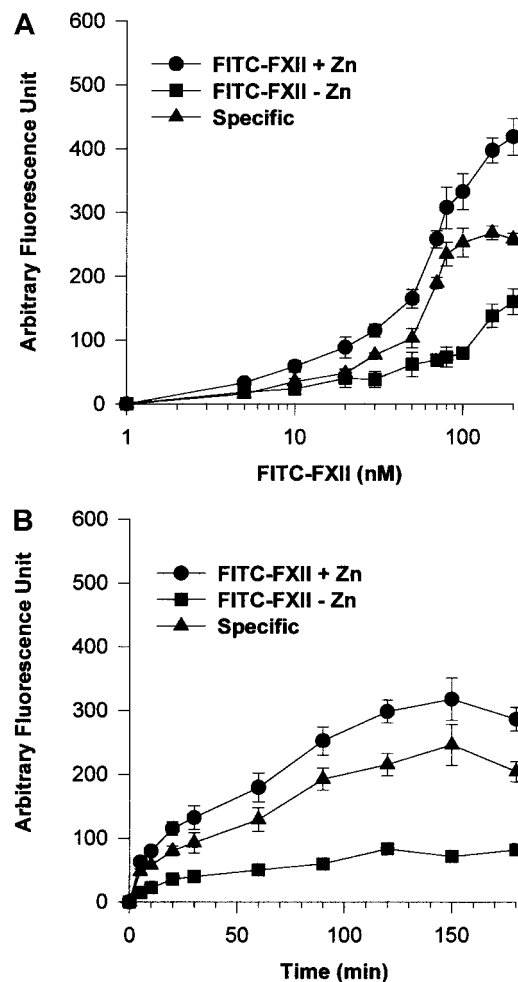 A
600
500
400
300
200
100
0
Arbitrary Fluorescence Unit
FITC-FXII + Zn
FITC-FXII - Zn
Specific
1 10 100
FITC-FXII (nM)
B
600
500
400
300
200
100
0
Arbitrary Fluorescence Unit
FITC-FXII + Zn
FITC-FXII - Zn
Specific
0 50 100 150
Time (min)